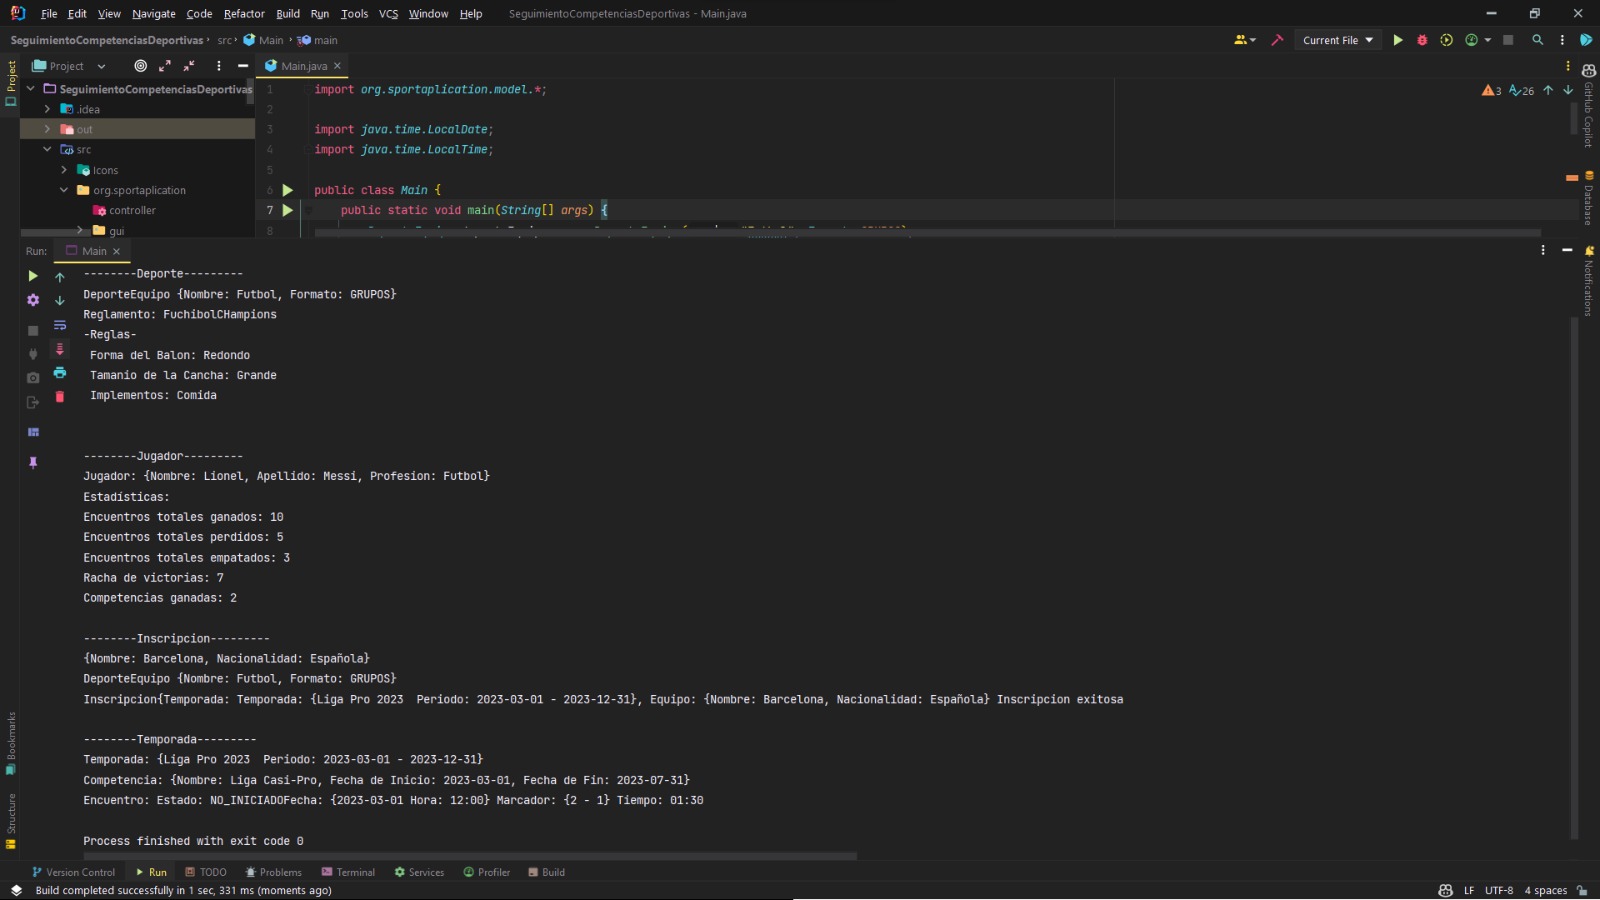 File Edit View Navigate Code Refactor Build Run Tools VCS Window Help SeguimientoCompetenciasDeportivas - Main.java
SeguimientoCompetenciasDeportivas src Main main Current File
Project Main.java
Project
SeguimientoCompetenciasDeportivas
.idea
out
src
Icons
org.sportaplication
controller
gui
1 import org.sportaplication.model.*;
2
3 import java.time.LocalDate;
4 import java.time.LocalTime;
5
6 public class Main {
7 public static void main(String[] args) {
8
3 26
GitHub Copilot
Database
Notifications
Run: Main
--------Deporte---------
DeporteEquipo {Nombre: Futbol, Formato: GRUPOS}
Reglamento: FuchibolCHampions
-Reglas-
Forma del Balon: Redondo
Tamanio de la Cancha: Grande
Implementos: Comida
--------Jugador---------
Jugador: {Nombre: Lionel, Apellido: Messi, Profesion: Futbol}
Estadísticas:
Encuentros totales ganados: 10
Encuentros totales perdidos: 5
Encuentros totales empatados: 3
Racha de victorias: 7
Competencias ganadas: 2
--------Inscripcion---------
{Nombre: Barcelona, Nacionalidad: Española}
DeporteEquipo {Nombre: Futbol, Formato: GRUPOS}
Inscripcion{Temporada: Temporada: {Liga Pro 2023  Periodo: 2023-03-01 - 2023-12-31}, Equipo: {Nombre: Barcelona, Nacionalidad: Española} Inscripcion exitosa
--------Temporada---------
Temporada: {Liga Pro 2023  Periodo: 2023-03-01 - 2023-12-31}
Competencia: {Nombre: Liga Casi-Pro, Fecha de Inicio: 2023-03-01, Fecha de Fin: 2023-07-31}
Encuentro: Estado: NO_INICIADOFecha: {2023-03-01 Hora: 12:00} Marcador: {2 - 1} Tiempo: 01:30
Process finished with exit code 0
Bookmarks
Structure
Version Control Run TODO Problems Terminal Services Profiler Build
Build completed successfully in 1 sec, 331 ms (moments ago) LF UTF-8 4 spaces